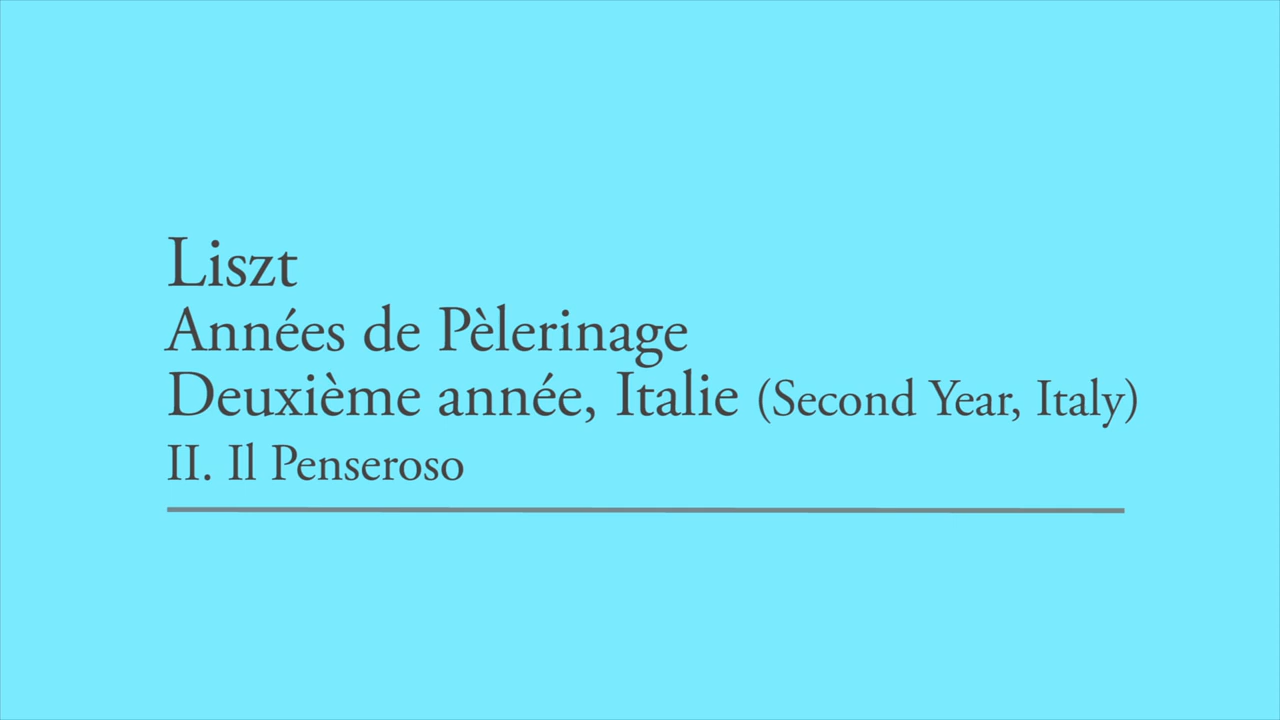 Liszt
Années de Pèlerinage
Deuxième année, Italie (Second Year, Italy)
II. Il Penseroso